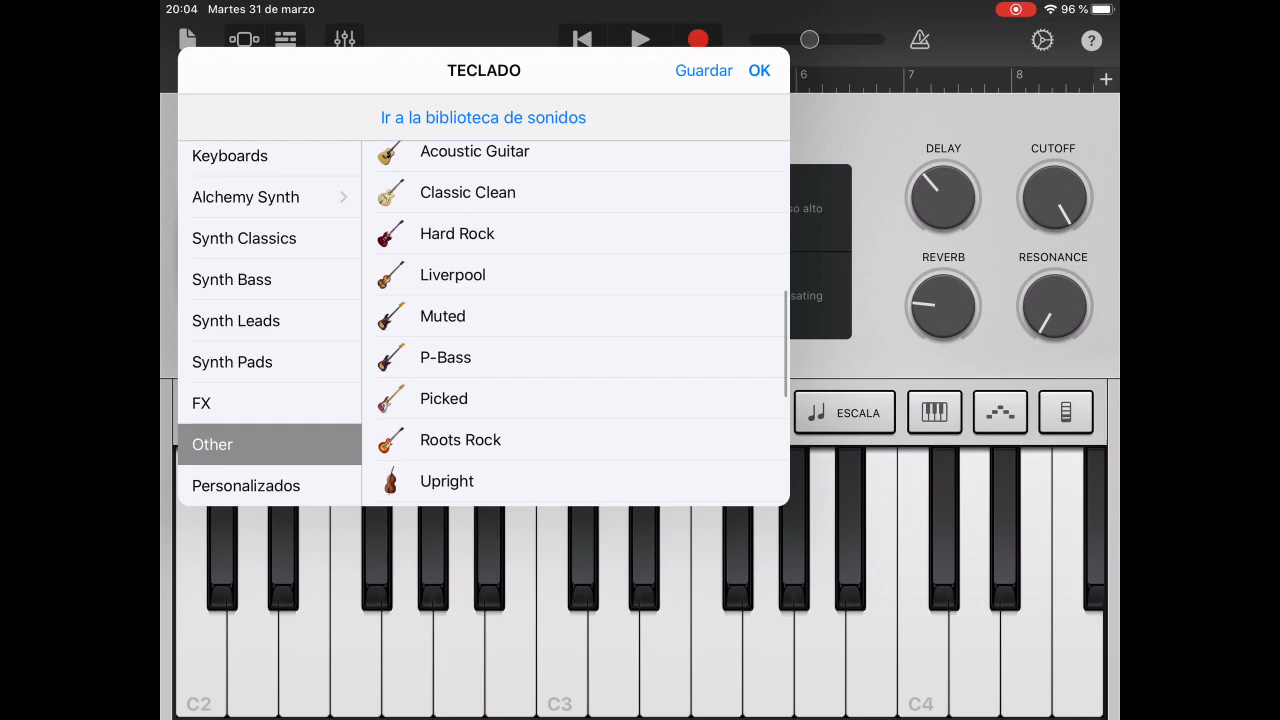 20:04 Martes 31 de marzo
96 %
?
TECLADO
Guardar OK
6
7
8
+
Ir a la biblioteca de sonidos
Keyboards
Alchemy Synth
Synth Classics
Synth Bass
Synth Leads
Synth Pads
FX
Other
Personalizados
Acoustic Guitar
Classic Clean
Hard Rock
Liverpool
Muted
P-Bass
Picked
Roots Rock
Upright
alto
DELAY
CUTOFF
REVERB
RESONANCE
ESCALA
C2
C3
C4